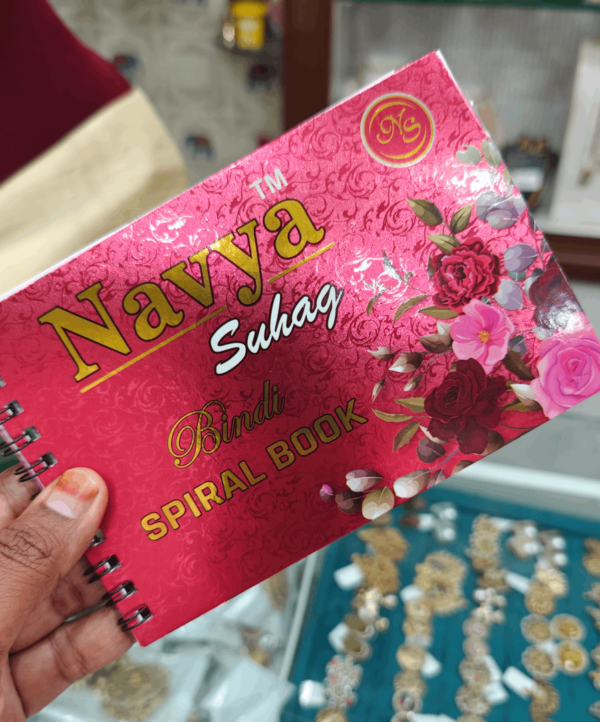 NS
Navya™
Suhag
Bindi
SPIRAL BOOK